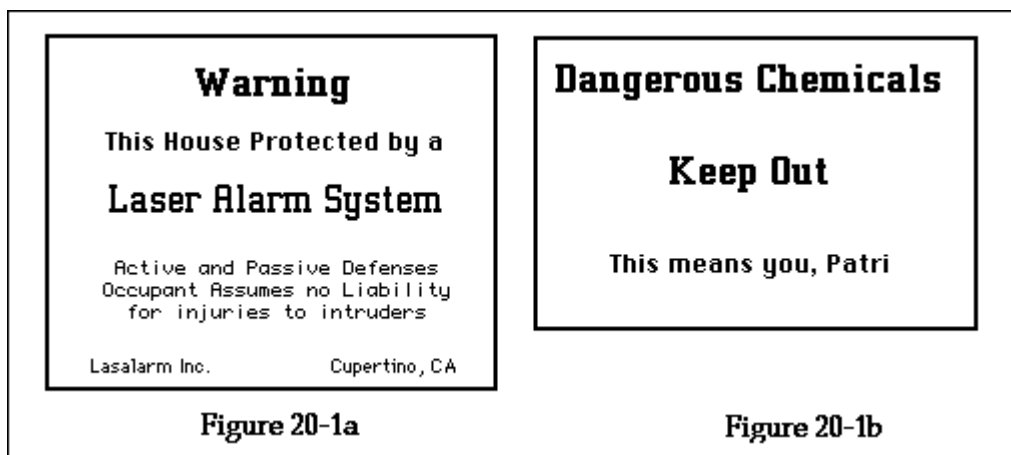 Warning
This House Protected by a
Laser Alarm System
Active and Passive Defenses
Occupant Assumes no Liability
for injuries to intruders
Lasalarm Inc. Cupertino, CA
Figure 20-1a
Dangerous Chemicals
Keep Out
This means you, Patri
Figure 20-1b